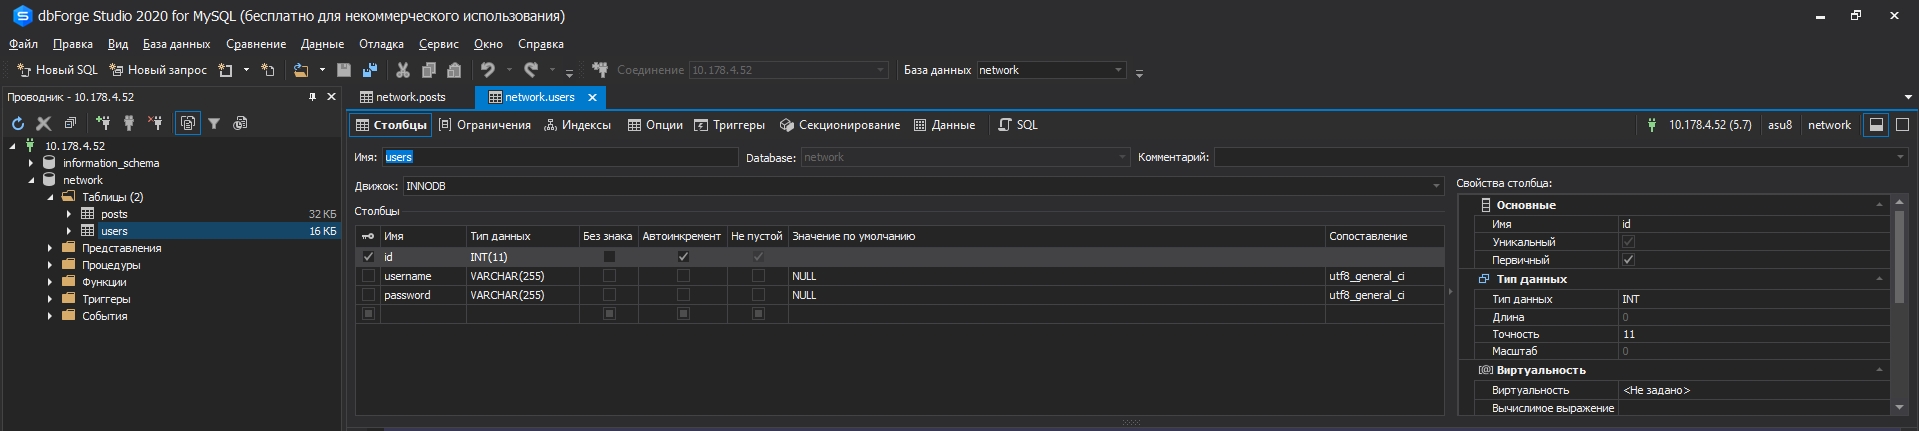 dbForge Studio 2020 for MySQL (бесплатно для некоммерческого использования)
Файл Правка Вид База данных Сравнение Данные Отладка Сервис Окно Справка
Новый SQL Новый запрос Соединение 10.178.4.52 База данных network
Проводник - 10.178.4.52
10.178.4.52
information_schema
network
Таблицы (2)
posts 32 КБ
users 16 КБ
Представления
Процедуры
Функции
Триггеры
События
network.posts network.users
Столбцы Ограничения Индексы Опции Триггеры Секционирование Данные SQL 10.178.4.52 (5.7) asu8 network
Имя: users Database: network Комментарий:
Движок: INNODB
Столбцы
Имя Тип данных Без знака Автоинкремент Не пустой Значение по умолчанию Сопоставление
id INT(11)
username VARCHAR(255) NULL utf8_general_ci
password VARCHAR(255) NULL utf8_general_ci
Свойства столбца:
Основные
Имя id
Уникальный
Первичный
Тип данных
Тип данных INT
Длина 0
Точность 11
Масштаб 0
[@] Виртуальность
Виртуальность <Не задано>
Вычислимое выражение